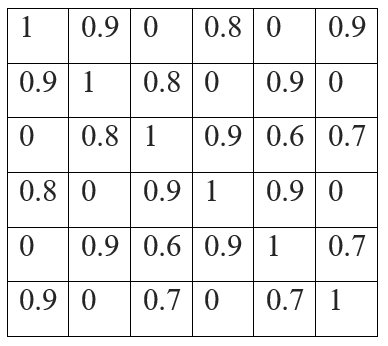 1 0.9 0 0.8 0 0.9
0.9 1 0.8 0 0.9 0
0 0.8 1 0.9 0.6 0.7
0.8 0 0.9 1 0.9 0
0 0.9 0.6 0.9 1 0.7
0.9 0 0.7 0 0.7 1